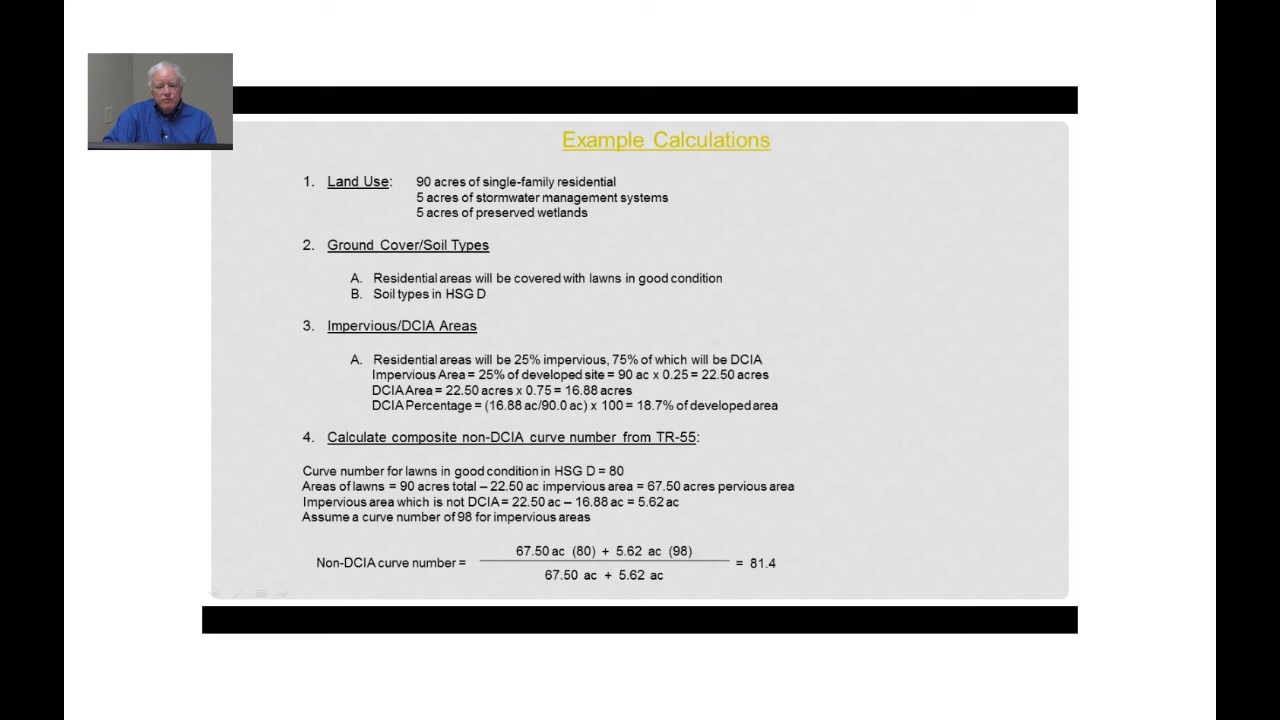 Example Calculations
1. Land Use: 90 acres of single-family residential
5 acres of stormwater management systems
5 acres of preserved wetlands
2. Ground Cover/Soil Types
A. Residential areas will be covered with lawns in good condition
B. Soil types in HSG D
3. Impervious/DCIA Areas
A. Residential areas will be 25% impervious, 75% of which will be DCIA
Impervious Area = 25% of developed site = 90 ac x 0.25 = 22.50 acres
DCIA Area = 22.50 acres x 0.75 = 16.88 acres
DCIA Percentage = (16.88 ac/90.0 ac) x 100 = 18.7% of developed area
4. Calculate composite non-DCIA curve number from TR-55:
Curve number for lawns in good condition in HSG D = 80
Areas of lawns = 90 acres total – 22.50 ac impervious area = 67.50 acres pervious area
Impervious area which is not DCIA = 22.50 ac – 16.88 ac = 5.62 ac
Assume a curve number of 98 for impervious areas
67.50 ac (80) + 5.62 ac (98)
Non-DCIA curve number = = 81.4
67.50 ac + 5.62 ac